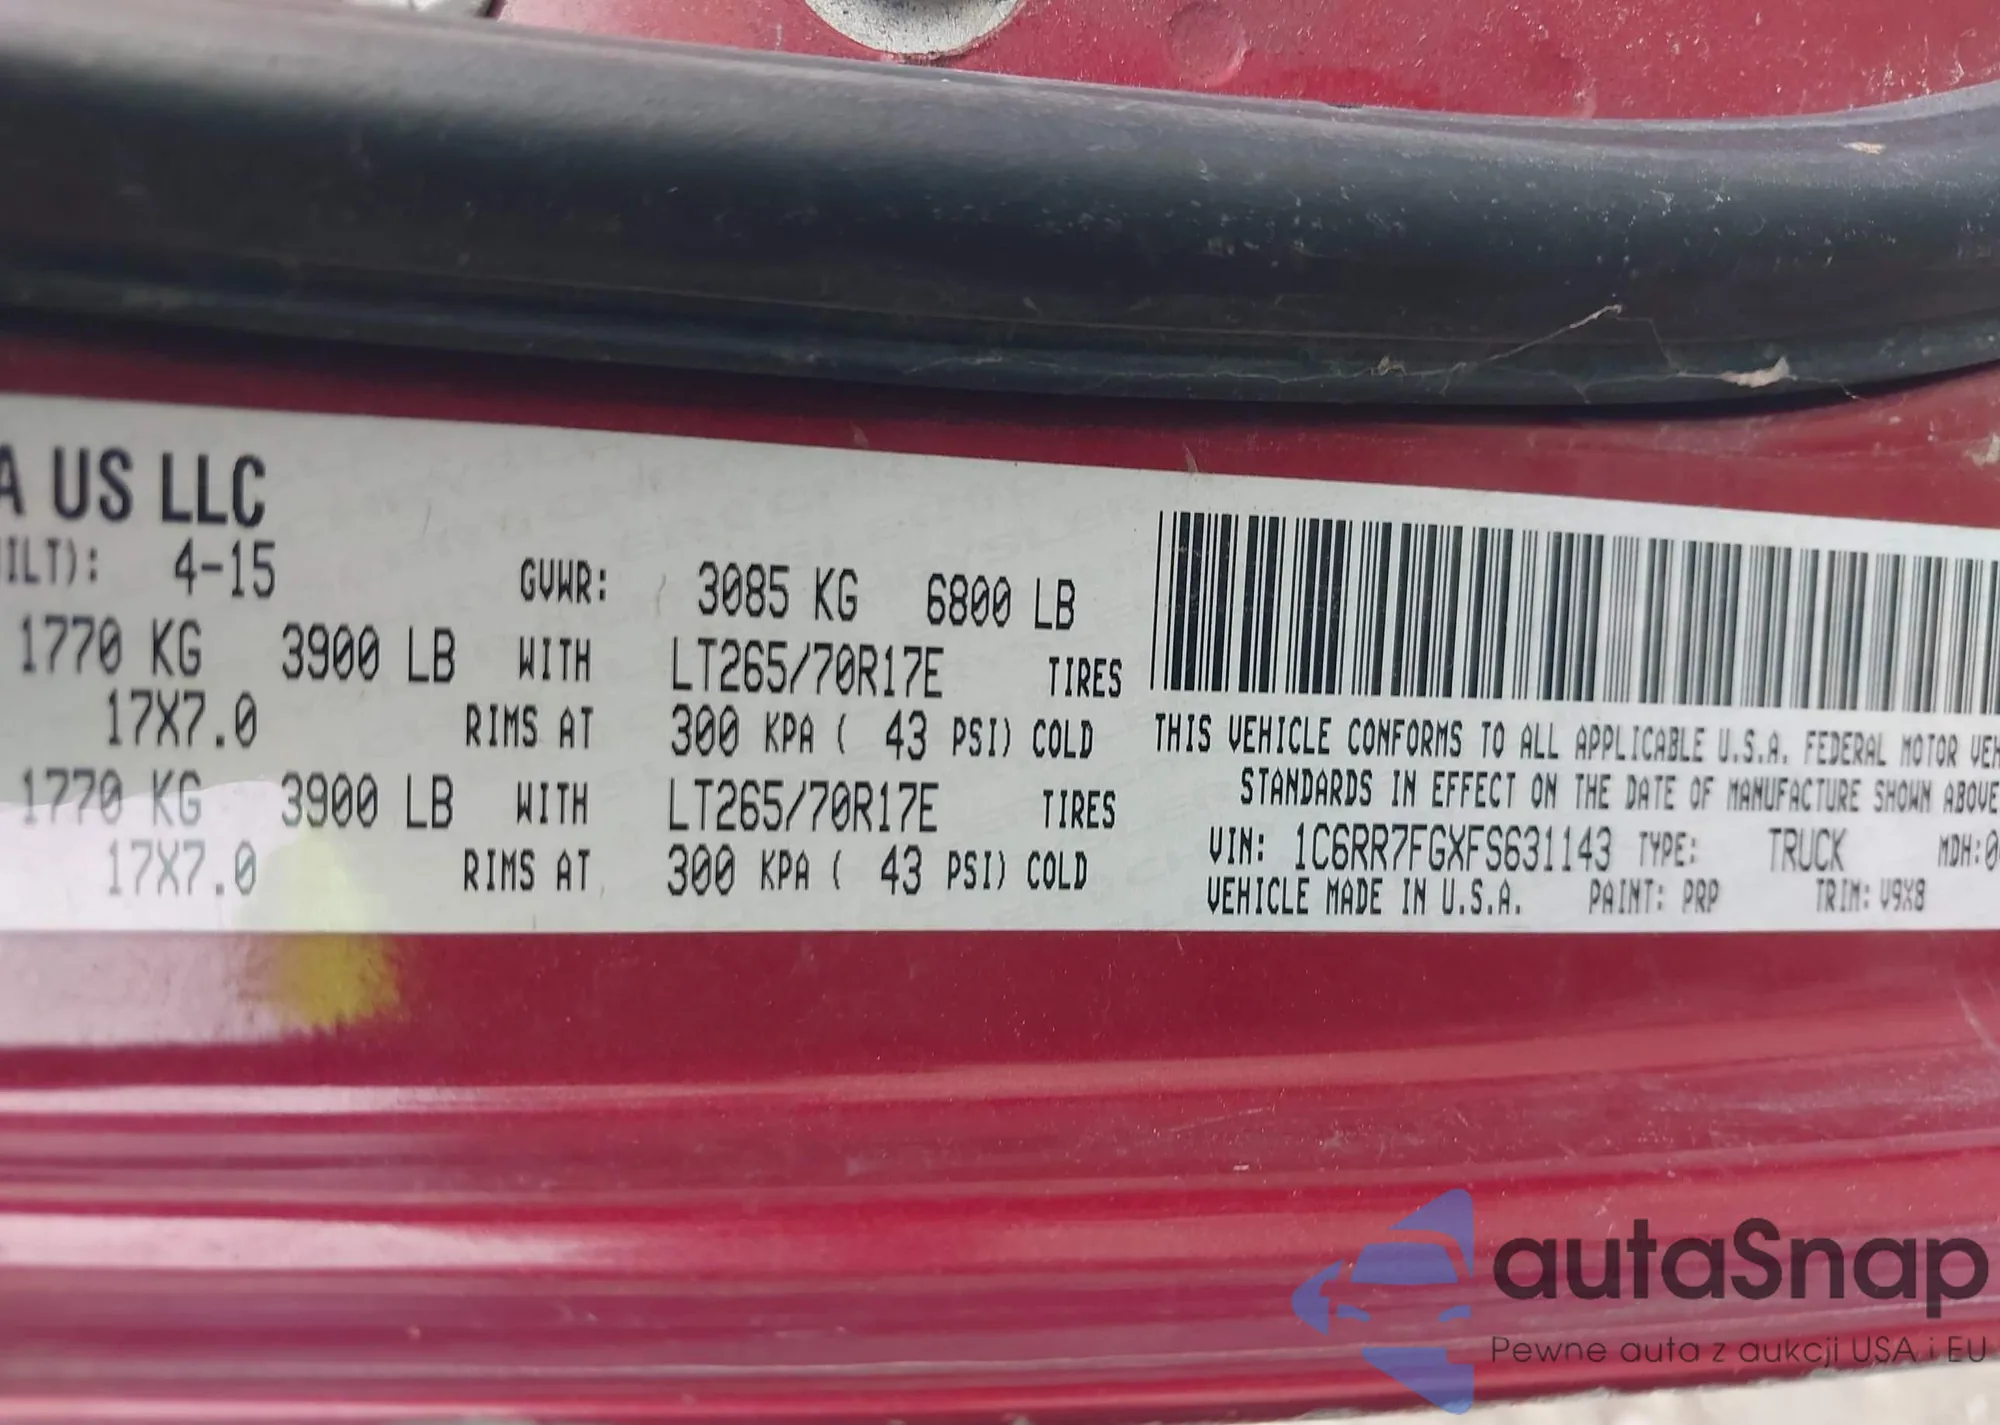 A US LLC
ILT): 4-15 GVWR: 3085 KG 6800 LB
1770 KG 3900 LB WITH LT265/70R17E TIRES
17X7.0 RIMS AT 300 KPA ( 43 PSI) COLD
1770 KG 3900 LB WITH LT265/70R17E TIRES
17X7.0 RIMS AT 300 KPA ( 43 PSI) COLD
THIS VEHICLE CONFORMS TO ALL APPLICABLE U.S.A. FEDERAL MOTOR VEH
STANDARDS IN EFFECT ON THE DATE OF MANUFACTURE SHOWN ABOVE
VIN: 1C6RR7FGXFS631143 TYPE: TRUCK MDH:0
VEHICLE MADE IN U.S.A. PAINT: PRP TRIM: V9X8
autaSnap
Pewne auta z aukcji USA i EU